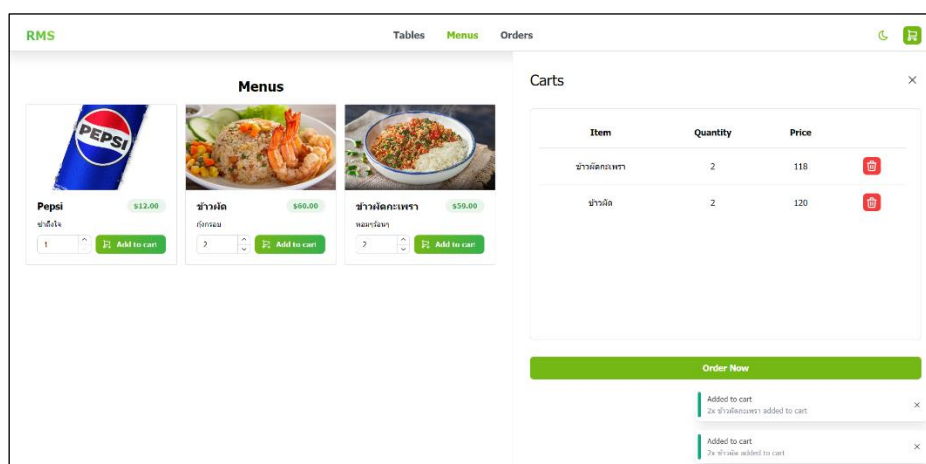 RMS
Tables Menus Orders
Menus
PEPSI
Pepsi
$12.00
ซ่าถึงใจ
1
Add to cart
ข้าวผัด
$60.00
กุ้งกรอบ
2
Add to cart
ข้าวผัดกะเพรา
$59.00
หอมๆร้อนๆ
2
Add to cart
Carts
Item Quantity Price
ข้าวผัดกะเพรา 2 118
ข้าวผัด 2 120
Order Now
Added to cart
2x ข้าวผัดกะเพรา added to cart
Added to cart
2x ข้าวผัด added to cart